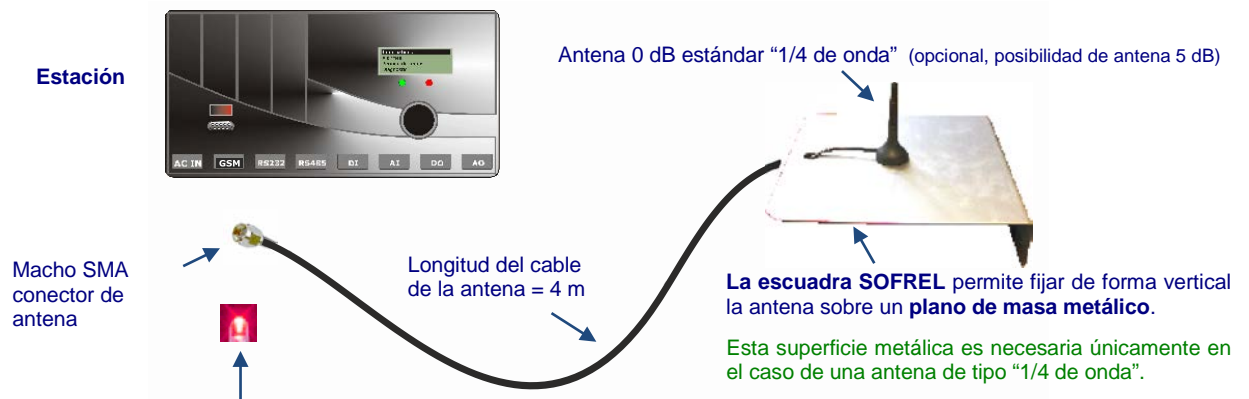 Estación
Antena 0 dB estándar “1/4 de onda” (opcional, posibilidad de antena 5 dB)
AC IN GSM RS232 RS485 DI AI DO AO
Macho SMA
conector de
antena
Longitud del cable
de la antena = 4 m
La escuadra SOFREL permite fijar de forma vertical
la antena sobre un plano de masa metálico.
Esta superficie metálica es necesaria únicamente en
el caso de una antena de tipo “1/4 de onda”.